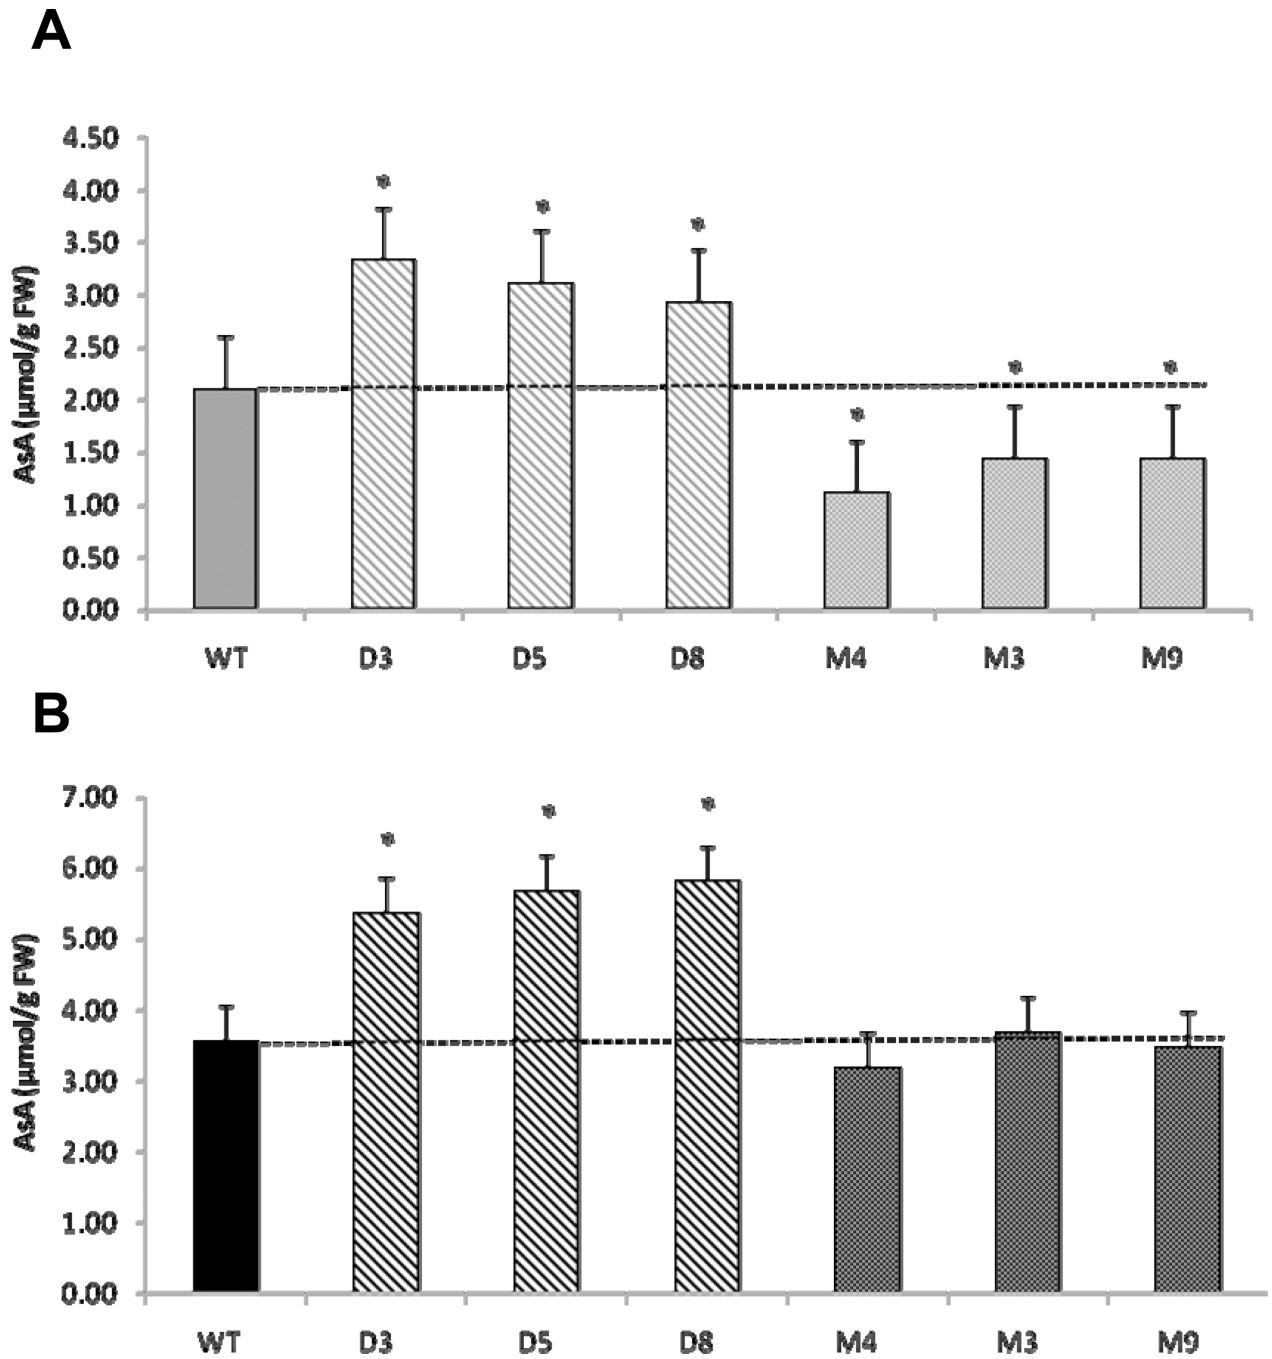 A
4.50
4.00
3.50
3.00
2.50
2.00
1.50
1.00
0.50
0.00
AsA (µmol/g FW)
* * * * * *
WT D3 D5 D8 M4 M3 M9
B
7.00
6.00
5.00
4.00
3.00
2.00
1.00
0.00
AsA (µmol/g FW)
* * *
WT D3 D5 D8 M4 M3 M9